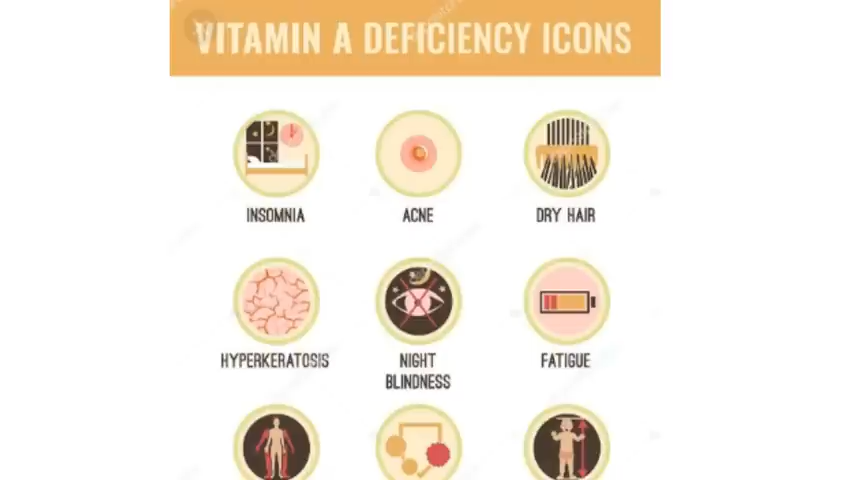 VITAMIN A DEFICIENCY ICONS
INSOMNIA
ACNE
DRY HAIR
HYPERKERATOSIS
NIGHT
BLINDNESS
FATIGUE